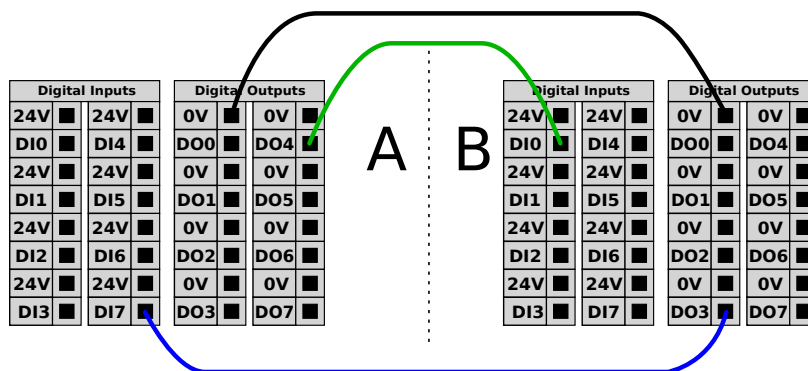 Digital Inputs Digital Outputs Digital Inputs Digital Outputs
24V 24V 0V 0V 24V 24V 0V 0V
DI0 DI4 DO0 DO4 A B DI0 DI4 DO0 DO4
24V 24V 0V 0V 24V 24V 0V 0V
DI1 DI5 DO1 DO5 DI1 DI5 DO1 DO5
24V 24V 0V 0V 24V 24V 0V 0V
DI2 DI6 DO2 DO6 DI2 DI6 DO2 DO6
24V 24V 0V 0V 24V 24V 0V 0V
DI3 DI7 DO3 DO7 DI3 DI7 DO3 DO7